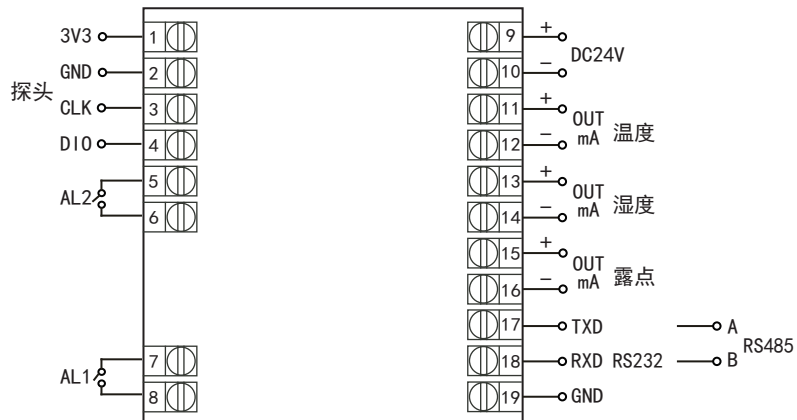 3V3 1
GND 2
探头
CLK 3
DIO 4
5
AL2
6
7
AL1
8
9 +
DC24V
10 −
11 +
OUT
mA 温度
12 −
13 +
OUT
mA 湿度
14 −
15 +
OUT
mA 露点
16 −
17 TXD A
RS485
18 RXD RS232 B
19 GND